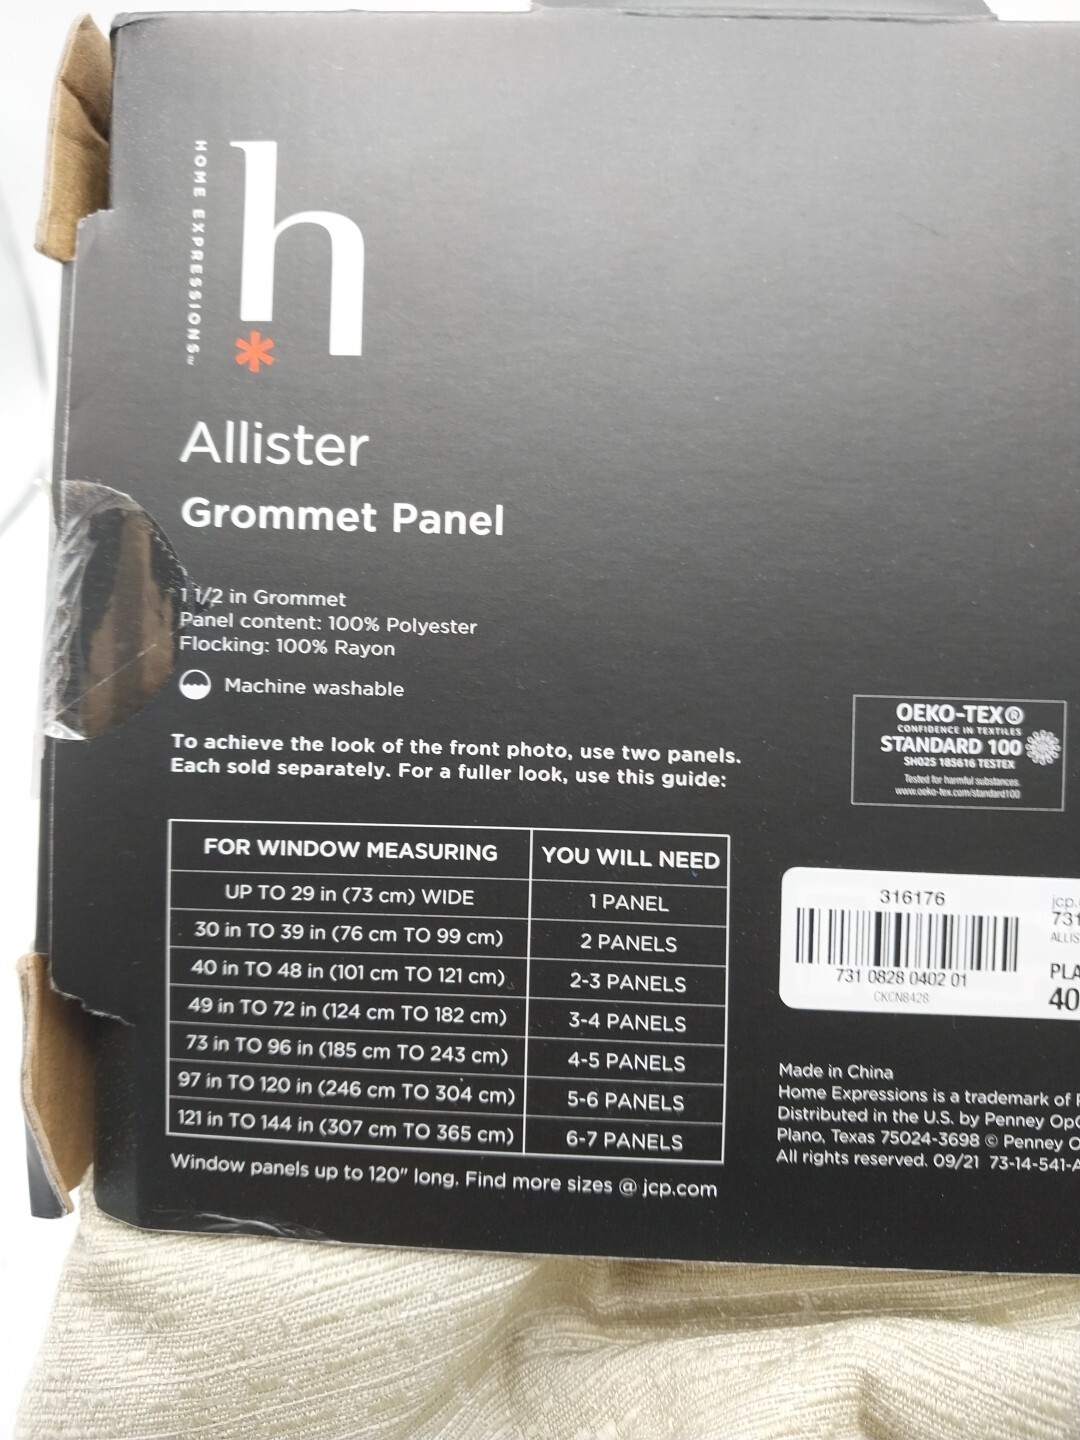 HOME EXPRESSIONS™
h
*
Allister
Grommet Panel
1 1/2 in Grommet
Panel content: 100% Polyester
Flocking: 100% Rayon
Machine washable
To achieve the look of the front photo, use two panels.
Each sold separately. For a fuller look, use this guide:
FOR WINDOW MEASURING YOU WILL NEED
UP TO 29 in (73 cm) WIDE 1 PANEL
30 in TO 39 in (76 cm TO 99 cm) 2 PANELS
40 in TO 48 in (101 cm TO 121 cm) 2-3 PANELS
49 in TO 72 in (124 cm TO 182 cm) 3-4 PANELS
73 in TO 96 in (185 cm TO 243 cm) 4-5 PANELS
97 in TO 120 in (246 cm TO 304 cm) 5-6 PANELS
121 in TO 144 in (307 cm TO 365 cm) 6-7 PANELS
Window panels up to 120" long. Find more sizes @ jcp.com
OEKO-TEX®
CONFIDENCE IN TEXTILES
STANDARD 100
SH025 185616 TESTEX
Tested for harmful substances.
www.oeko-tex.com/standard100
316176
731 0828 0402 01
CKCN8428
jcp.
731
ALLIS
PLA
40
Made in China
Home Expressions is a trademark of
Distributed in the U.S. by Penney Op
Plano, Texas 75024-3698 © Penney
All rights reserved. 09/21 73-14-541-